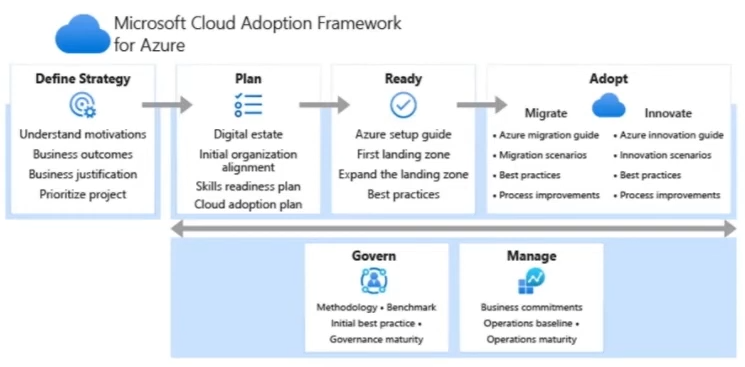 Microsoft Cloud Adoption Framework
for Azure
Define Strategy
Understand motivations
Business outcomes
Business justification
Prioritize project
Plan
Digital estate
Initial organization
alignment
Skills readiness plan
Cloud adoption plan
Ready
Azure setup guide
First landing zone
Expand the landing zone
Best practices
Adopt
Migrate
• Azure migration guide
• Migration scenarios
• Best practices
• Process improvements
Innovate
• Azure innovation guide
• Innovation scenarios
• Best practices
• Process improvements
Govern
Methodology • Benchmark
Initial best practice •
Governance maturity
Manage
Business commitments
Operations baseline •
Operations maturity